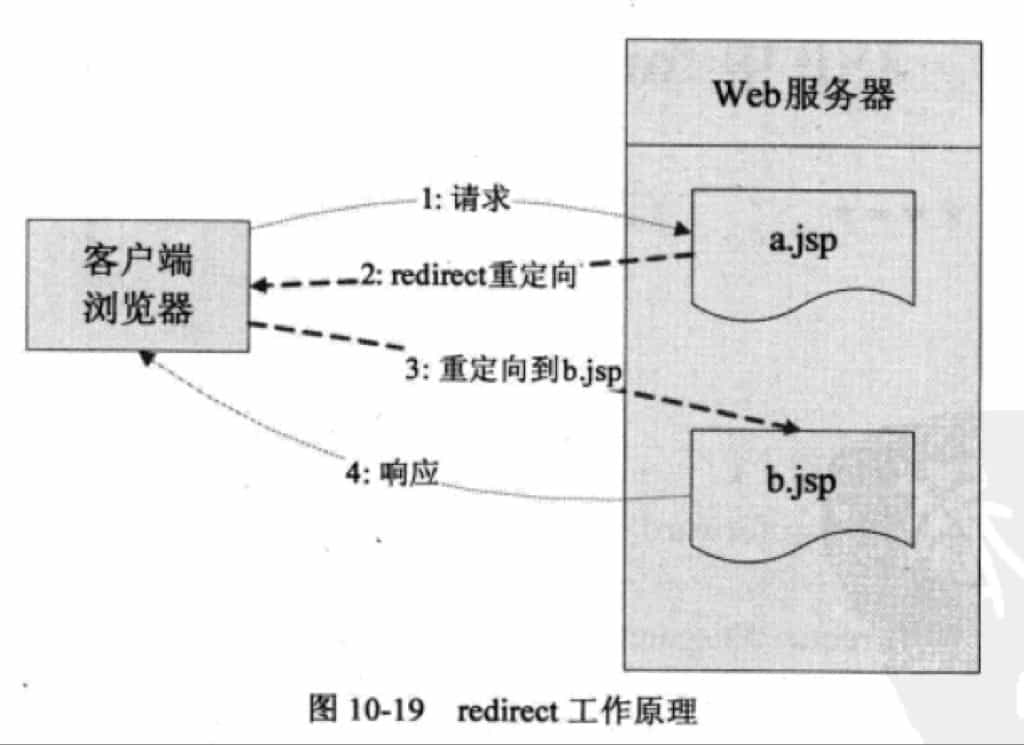 Web服务器
1: 请求
a.jsp
客户端
浏览器
2: redirect重定向
3: 重定向到b.jsp
b.jsp
4: 响应
图 10-19 redirect 工作原理